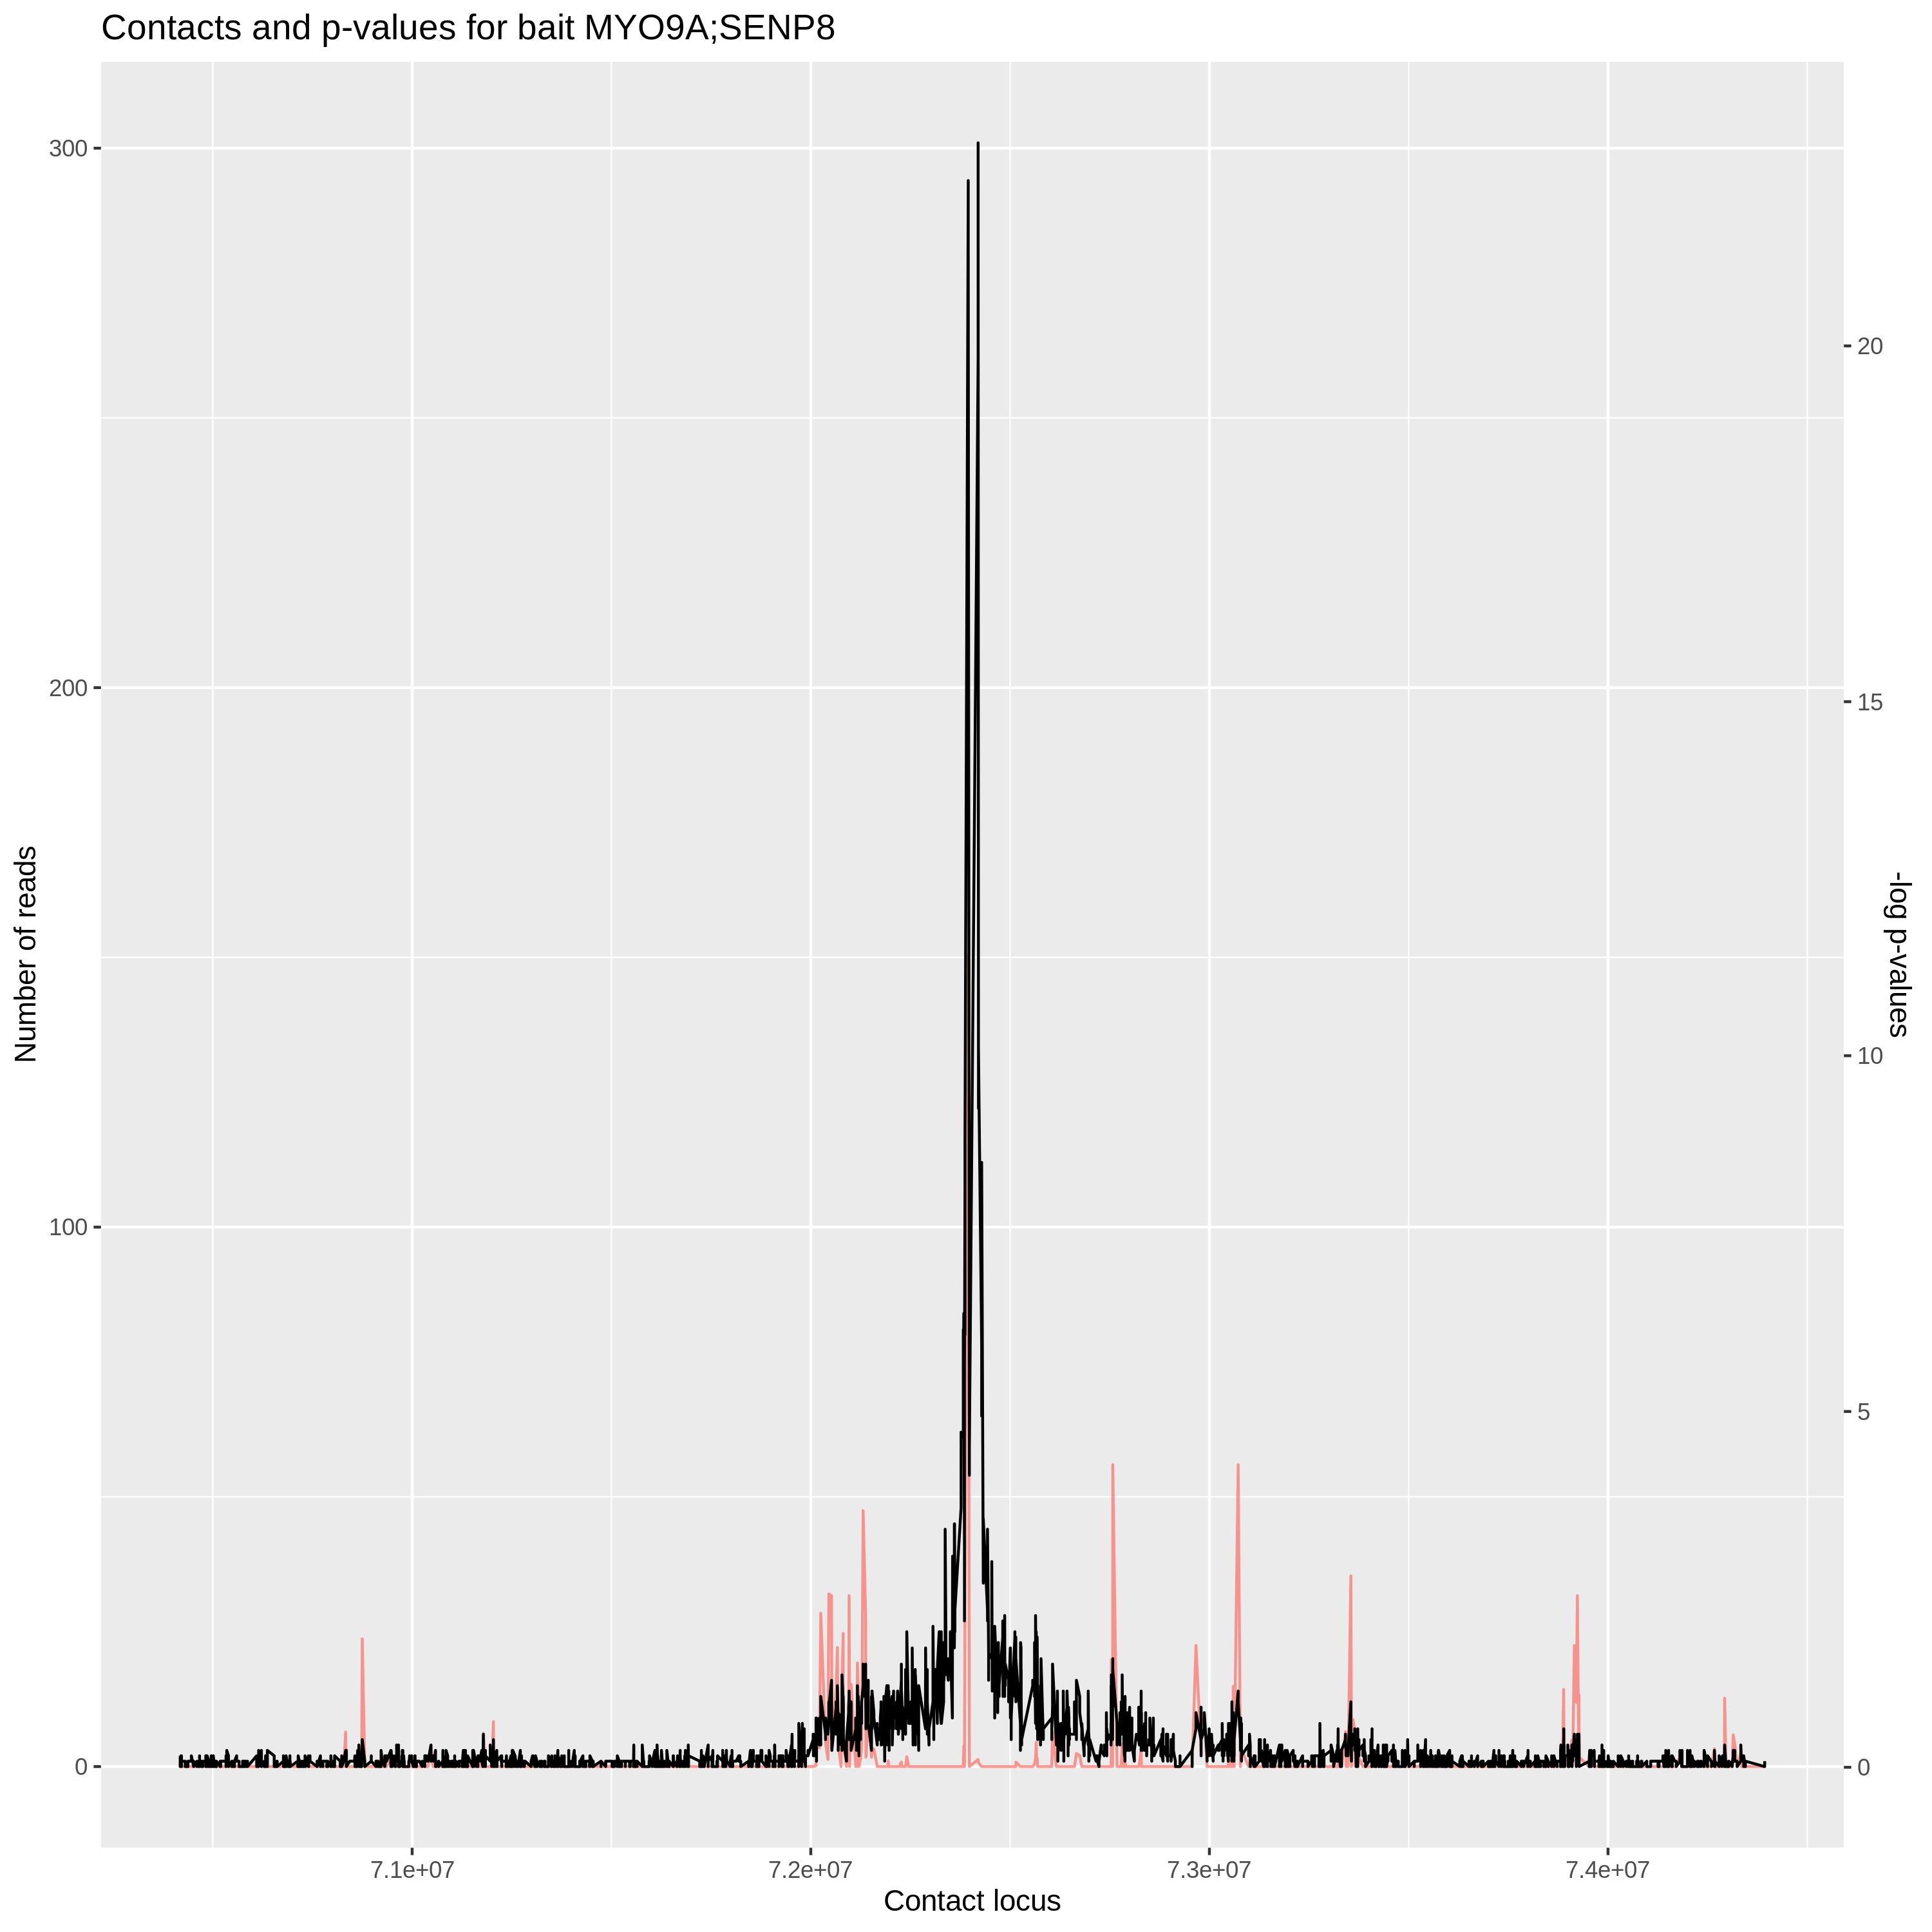 Contacts and p-values for bait MYO9A;SENP8
300
200
100
0
Number of reads
20
15
10
5
0
-log p-values
7.1e+07
7.2e+07
7.3e+07
7.4e+07
Contact locus